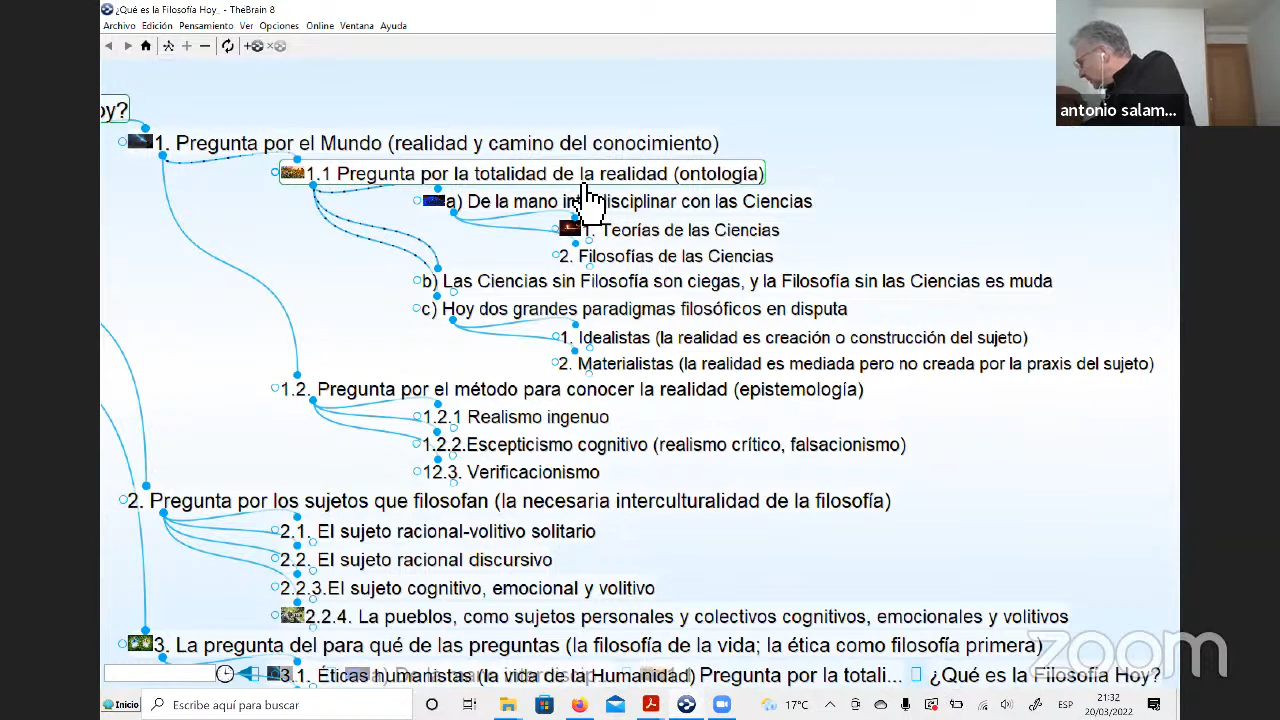 ¿Qué es la Filosofía Hoy_ - TheBrain 8
Archivo Edición Pensamiento Ver Opciones Online Ventana Ayuda
antonio salam...
oy?
1. Pregunta por el Mundo (realidad y camino del conocimiento)
1.1 Pregunta por la totalidad de la realidad (ontología)
a) De la mano interdisciplinar con las Ciencias
1. Teorías de las Ciencias
2. Filosofías de las Ciencias
b) Las Ciencias sin Filosofía son ciegas, y la Filosofía sin las Ciencias es muda
c) Hoy dos grandes paradigmas filosóficos en disputa
1. Idealistas (la realidad es creación o construcción del sujeto)
2. Materialistas (la realidad es mediada pero no creada por la praxis del sujeto)
1.2. Pregunta por el método para conocer la realidad (epistemología)
1.2.1 Realismo ingenuo
1.2.2.Escepticismo cognitivo (realismo crítico, falsacionismo)
12.3. Verificacionismo
2. Pregunta por los sujetos que filosofan (la necesaria interculturalidad de la filosofía)
2.1. El sujeto racional-volitivo solitario
2.2. El sujeto racional discursivo
2.2.3.El sujeto cognitivo, emocional y volitivo
2.2.4. La pueblos, como sujetos personales y colectivos cognitivos, emocionales y volitivos
3. La pregunta del para qué de las preguntas (la filosofía de la vida; la ética como filosofía primera)
3.1. Éticas humanistas (la vida de la Humanidad) Pregunta por la totali... ¿Qué es la Filosofía Hoy?
zoom
Inicio Escribe aquí para buscar 17°C ESP 21:32
20/03/2022